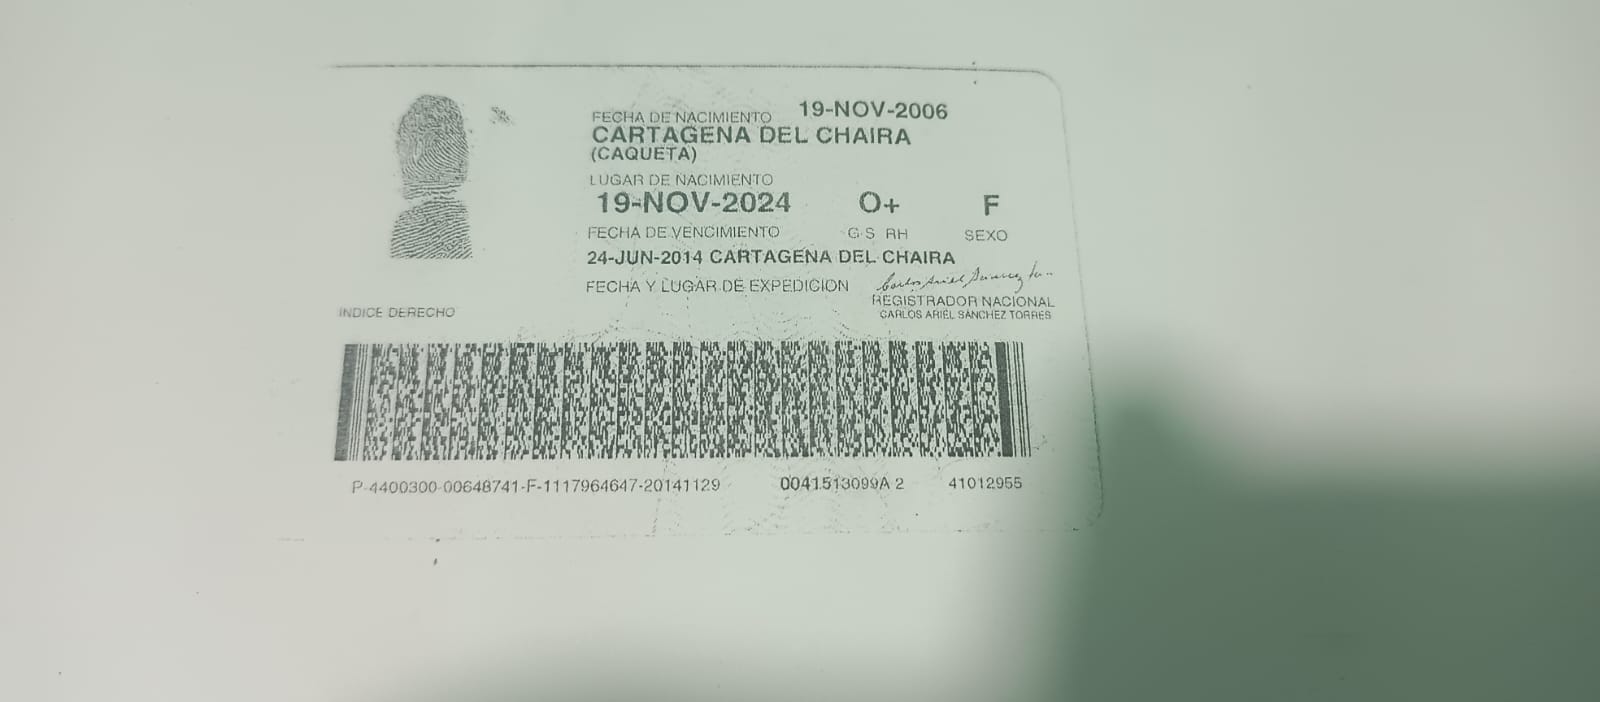 FECHA DE NACIMIENTO 19-NOV-2006
CARTAGENA DEL CHAIRA
(CAQUETA)
LUGAR DE NACIMIENTO
19-NOV-2024 O+ F
FECHA DE VENCIMIENTO G.S RH SEXO
24-JUN-2014 CARTAGENA DEL CHAIRA
FECHA Y LUGAR DE EXPEDICION
REGISTRADOR NACIONAL
CARLOS ARIEL SÁNCHEZ TORRES
INDICE DERECHO
P-4400300-00648741-F-1117964647-20141129 0041513099A 2 41012955